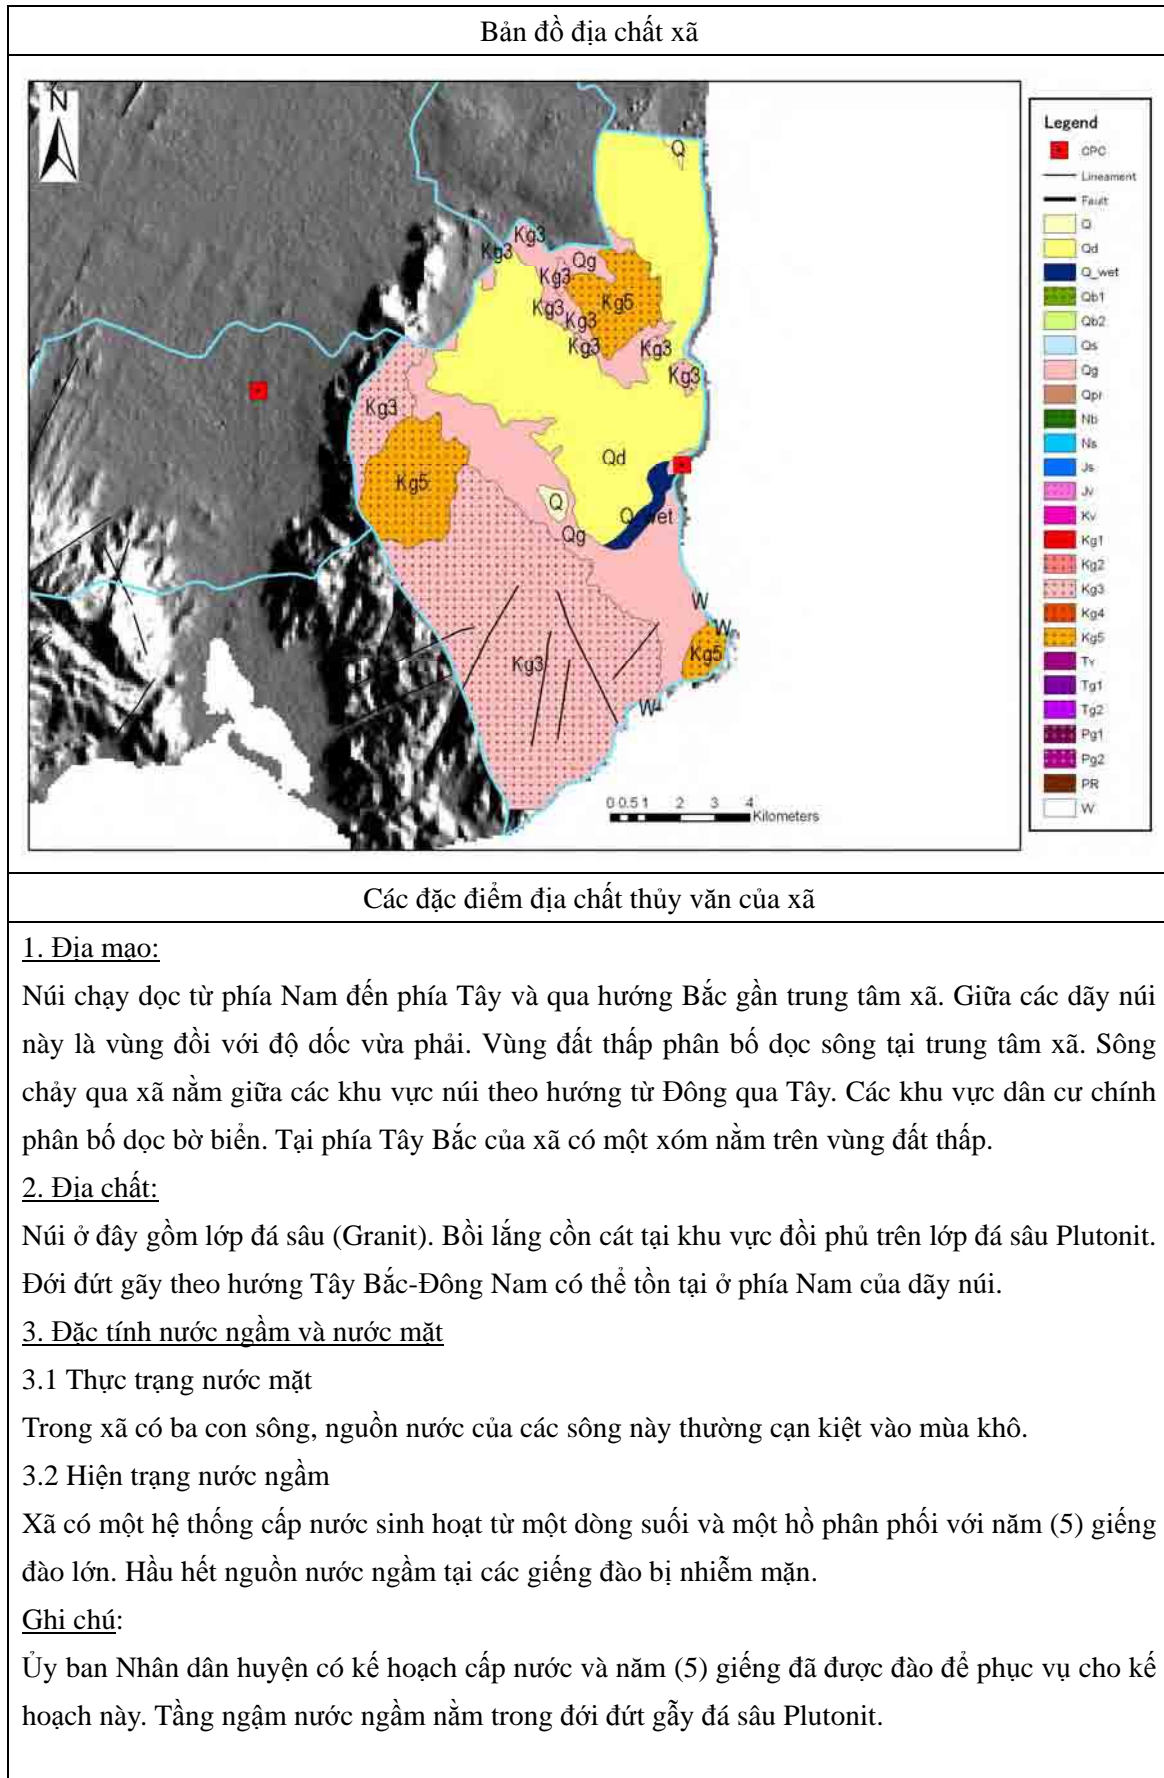 Bản đồ địa chất xã
N
Q
Kg3
Kg3
Qg
Kg3
Kg5
Kg3
Kg3
Kg3
Kg3
Kg3
Kg3
Qd
Kg5
Q
Q_wet
Qg
W
W
Kg3
Kg5
W
0 0.5 1 2 3 4
Kilometers
Legend
CPC
Lineament
Fault
Q
Qd
Q_wet
Qb1
Qb2
Qs
Qg
Qpr
Nb
Ns
Js
Jv
Kv
Kg1
Kg2
Kg3
Kg4
Kg5
Tv
Tg1
Tg2
Pg1
Pg2
PR
W
Các đặc điểm địa chất thủy văn của xã
1. Địa mạo:
Núi chạy dọc từ phía Nam đến phía Tây và qua hướng Bắc gần trung tâm xã. Giữa các dãy núi
này là vùng đồi với độ dốc vừa phải. Vùng đất thấp phân bố dọc sông tại trung tâm xã. Sông
chảy qua xã nằm giữa các khu vực núi theo hướng từ Đông qua Tây. Các khu vực dân cư chính
phân bố dọc bờ biển. Tại phía Tây Bắc của xã có một xóm nằm trên vùng đất thấp.
2. Địa chất:
Núi ở đây gồm lớp đá sâu (Granit). Bồi lắng cồn cát tại khu vực đồi phủ trên lớp đá sâu Plutonit.
Đới đứt gãy theo hướng Tây Bắc-Đông Nam có thể tồn tại ở phía Nam của dãy núi.
3. Đặc tính nước ngầm và nước mặt
3.1 Thực trạng nước mặt
Trong xã có ba con sông, nguồn nước của các sông này thường cạn kiệt vào mùa khô.
3.2 Hiện trạng nước ngầm
Xã có một hệ thống cấp nước sinh hoạt từ một dòng suối và một hồ phân phối với năm (5) giếng
đào lớn. Hầu hết nguồn nước ngầm tại các giếng đào bị nhiễm mặn.
Ghi chú:
Ủy ban Nhân dân huyện có kế hoạch cấp nước và năm (5) giếng đã được đào để phục vụ cho kế
hoạch này. Tầng ngậm nước ngầm nằm trong đới đứt gẫy đá sâu Plutonit.